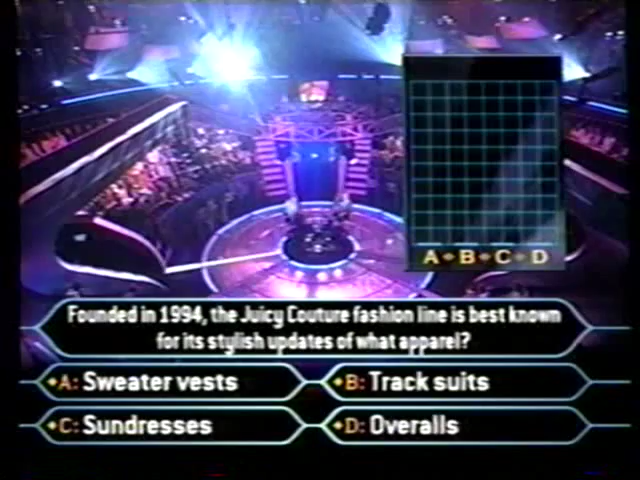 A B C D
Founded in 1994, the Juicy Couture fashion line is best known
for its stylish updates of what apparel?
A: Sweater vests
B: Track suits
C: Sundresses
D: Overalls